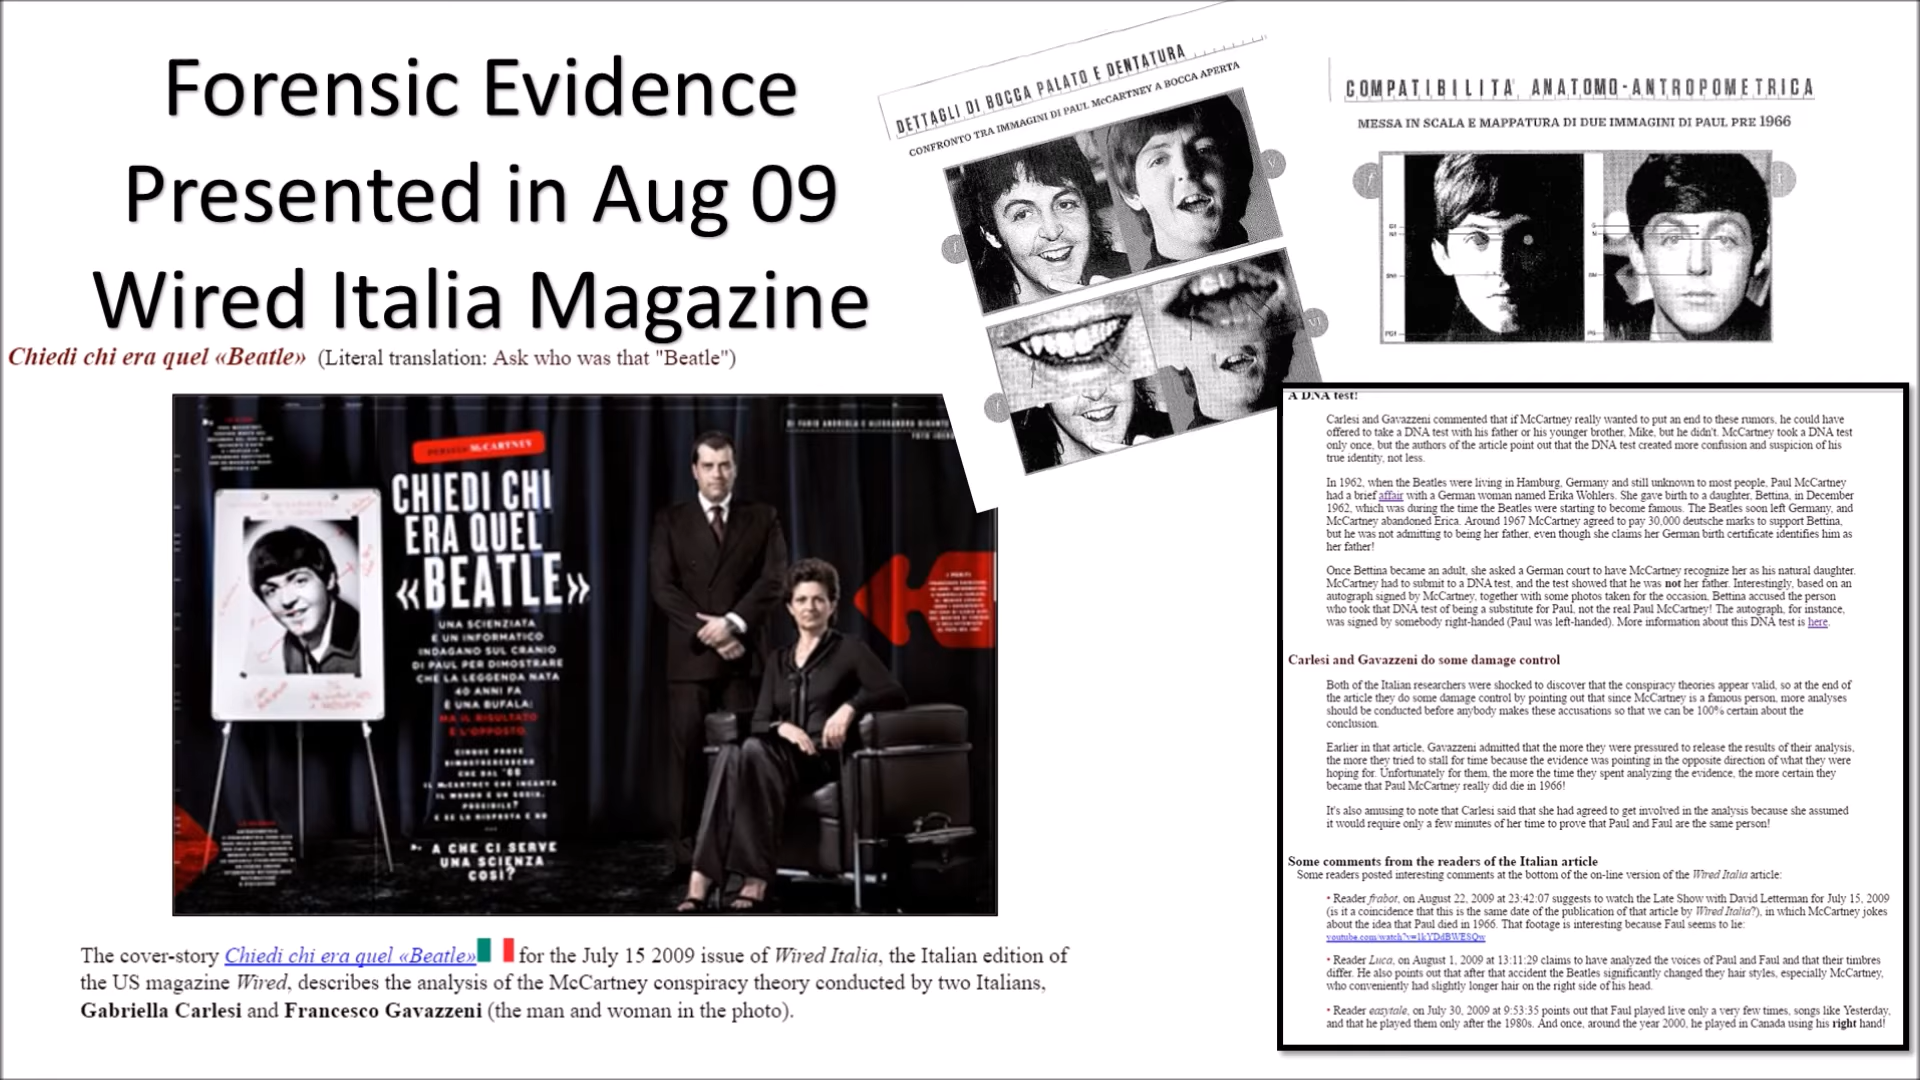 Forensic Evidence
Presented in Aug 09
Wired Italia Magazine
Chiedi chi era quel «Beatle» (Literal translation: Ask who was that "Beatle")
DETTAGLI DI BOCCA PALATO E DENTATURA
CONFRONTO TRA IMMAGINI DI PAUL McCARTNEY A BOCCA APERTA
COMPATIBILITA' ANATOMO-ANTROPOMETRICA
MESSA IN SCALA E MAPPATURA DI DUE IMMAGINI DI PAUL PRE 1966
McCARTNEY
CHIEDI CHI
ERA QUEL
«BEATLE»
UNA SCIENZIATA
E UN INFORMATICO
INDAGANO SUL CRANIO
DI PAUL PER DIMOSTRARE
CHE LA LEGGENDA NATA
40 ANNI FA
È UNA BUFALA:
MA IL RISULTATO
È L'OPPOSTO.
CINQUE PROVE
DIMOSTREREBBERO
CHE DAL '66
IL McCARTNEY CHE INCANTA
IL MONDO È UN SOSIA.
POSSIBILE?
E SE LA RISPOSTA È NO
...
A CHE CI SERVE
UNA SCIENZA
COSÌ?
The cover-story Chiedi chi era quel «Beatle» for the July 15 2009 issue of Wired Italia, the Italian edition of
the US magazine Wired, describes the analysis of the McCartney conspiracy theory conducted by two Italians,
Gabriella Carlesi and Francesco Gavazzeni (the man and woman in the photo).
A DNA test!
Carlesi and Gavazzeni commented that if McCartney really wanted to put an end to these rumors, he could have
offered to take a DNA test with his father or his younger brother, Mike, but he didn't. McCartney took a DNA test
only once, but the authors of the article point out that the DNA test created more confusion and suspicion of his
true identity, not less.
In 1962, when the Beatles were living in Hamburg, Germany and still unknown to most people, Paul McCartney
had a brief affair with a German woman named Erika Wohlers. She gave birth to a daughter, Bettina, in December
1962, which was during the time the Beatles were starting to become famous. The Beatles soon left Germany, and
McCartney abandoned Erica. Around 1967 McCartney agreed to pay 30,000 deutsche marks to support Bettina,
but he was not admitting to being her father, even though she claims her German birth certificate identifies him as
her father!
Once Bettina became an adult, she asked a German court to have McCartney recognize her as his natural daughter.
McCartney had to submit to a DNA test, and the test showed that he was not her father. Interestingly, based on an
autograph signed by McCartney, together with some photos taken for the occasion, Bettina accused the person
who took that DNA test of being a substitute for Paul, not the real Paul McCartney! The autograph, for instance,
was signed by somebody right-handed (Paul was left-handed). More information about this DNA test is here.
Carlesi and Gavazzeni do some damage control
Both of the Italian researchers were shocked to discover that the conspiracy theories appear valid, so at the end of
the article they do some damage control by pointing out that since McCartney is a famous person, more analyses
should be conducted before anybody makes these accusations so that we can be 100% certain about the
conclusion.
Earlier in that article, Gavazzeni admitted that the more they were pressured to release the results of their analysis,
the more they tried to stall for time because the evidence was pointing in the opposite direction of what they were
hoping for. Unfortunately for them, the more the time they spent analyzing the evidence, the more certain they
became that Paul McCartney really did die in 1966!
It's also amusing to note that Carlesi said that she had agreed to get involved in the analysis because she assumed
it would require only a few minutes of her time to prove that Paul and Faul are the same person!
Some comments from the readers of the Italian article
Some readers posted interesting comments at the bottom of the on-line version of the Wired Italia article:
• Reader frabot, on August 22, 2009 at 23:42:07 suggests to watch the Late Show with David Letterman for July 15, 2009
(is it a coincidence that this is the same date of the publication of that article by Wired Italia?), in which McCartney jokes
about the idea that Paul died in 1966. That footage is interesting because Faul seems to lie:
• Reader Luca, on August 1, 2009 at 13:11:29 claims to have analyzed the voices of Paul and Faul and that their timbres
differ. He also points out that after that accident the Beatles significantly changed they hair styles, especially McCartney,
who conveniently had slightly longer hair on the right side of his head.
• Reader easytale, on July 30, 2009 at 9:53:35 points out that Faul played live only a very few times, songs like Yesterday,
and that he played them only after the 1980s. And once, around the year 2000, he played in Canada using his right hand!